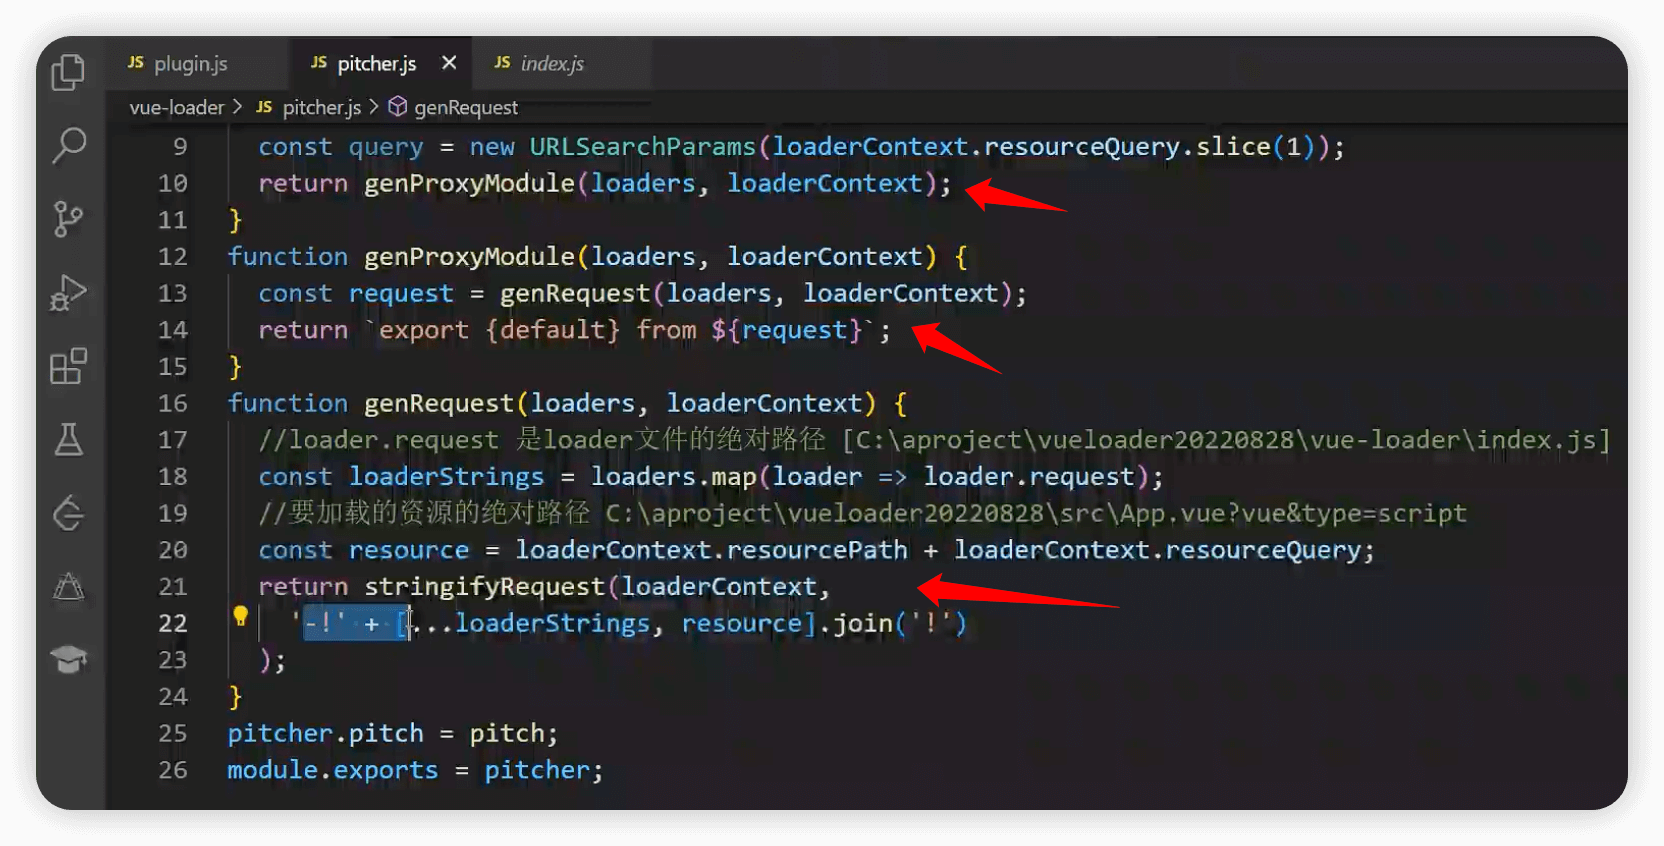 JS plugin.js JS pitcher.js × JS index.js
vue-loader > JS pitcher.js > genRequest
9 const query = new URLSearchParams(loaderContext.resourceQuery.slice(1));
10 return genProxyModule(loaders, loaderContext);
11 }
12 function genProxyModule(loaders, loaderContext) {
13 const request = genRequest(loaders, loaderContext);
14 return `export {default} from ${request}`;
15 }
16 function genRequest(loaders, loaderContext) {
17 //loader.request 是loader文件的绝对路径 [C:\aproject\vueloader20220828\vue-loader\index.js]
18 const loaderStrings = loaders.map(loader => loader.request);
19 //要加载的资源的绝对路径 C:\aproject\vueloader20220828\src\App.vue?vue&type=script
20 const resource = loaderContext.resourcePath + loaderContext.resourceQuery;
21 return stringifyRequest(loaderContext,
22 '-!' + [...loaderStrings, resource].join('!')
23 );
24 }
25 pitcher.pitch = pitch;
26 module.exports = pitcher;